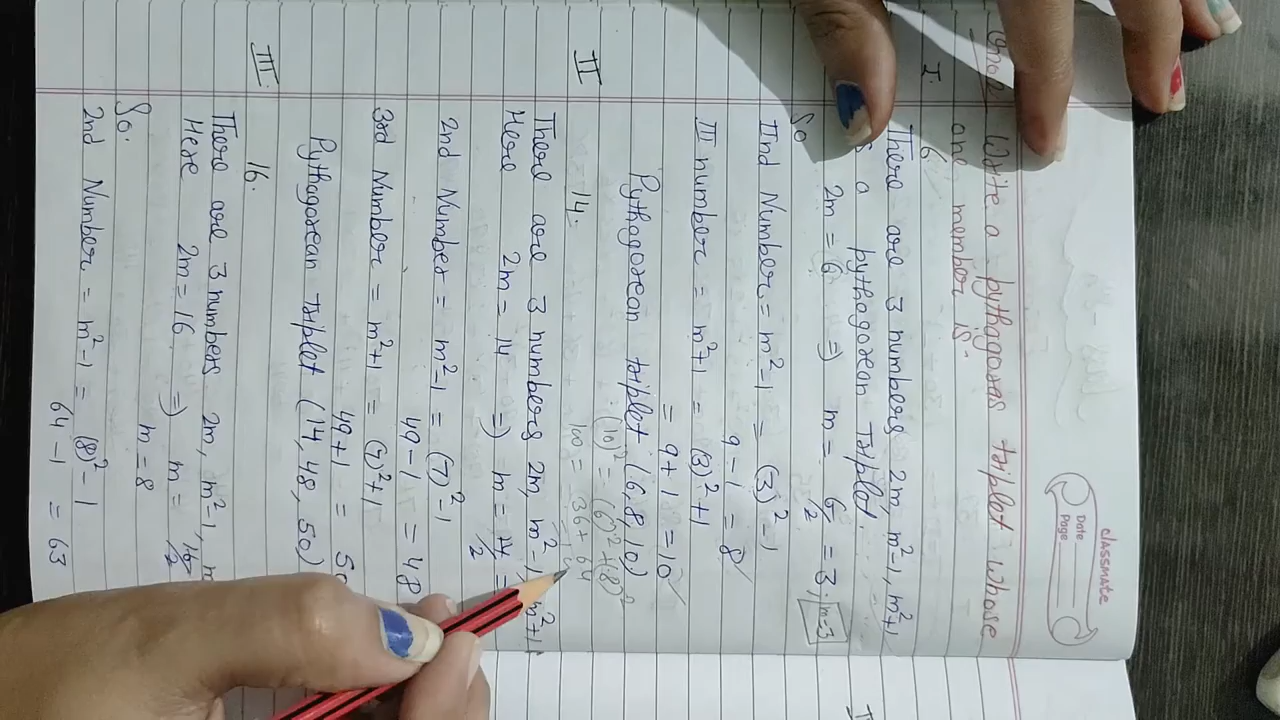 classmate
Date
Page
Que 2 Write a pythagoras triplet whose
one member is.
I. 6.
There are 3 numbers 2m, m²-1, m²+1
a pythagorean Triplet.
2m = 6 => m = 6/2 = 3, m=3
So
IInd Number = m²-1 = (3)²-1
9-1 = 8
III number = m²+1 = (3)²+1
= 9+1 = 10
Pythagorean triplet (6,8,10)
(10)² = (6)²+(8)²
100 = 36+64
II 14.
There are 3 numbers 2m, m²-1, m²+1
Here 2m = 14 => m = 14/2 =
2nd Number = m²-1 = (7)²-1
49-1 = 48
3rd Number = m²+1 = (7)²+1
49+1 = 50
Pythagorean triplet (14, 48, 50)
III. 16.
There are 3 numbers 2m, m²-1, m
Here 2m = 16 => m = 16/2
m = 8
So.
2nd Number = m²-1 = (8)²-1
64-1 = 63